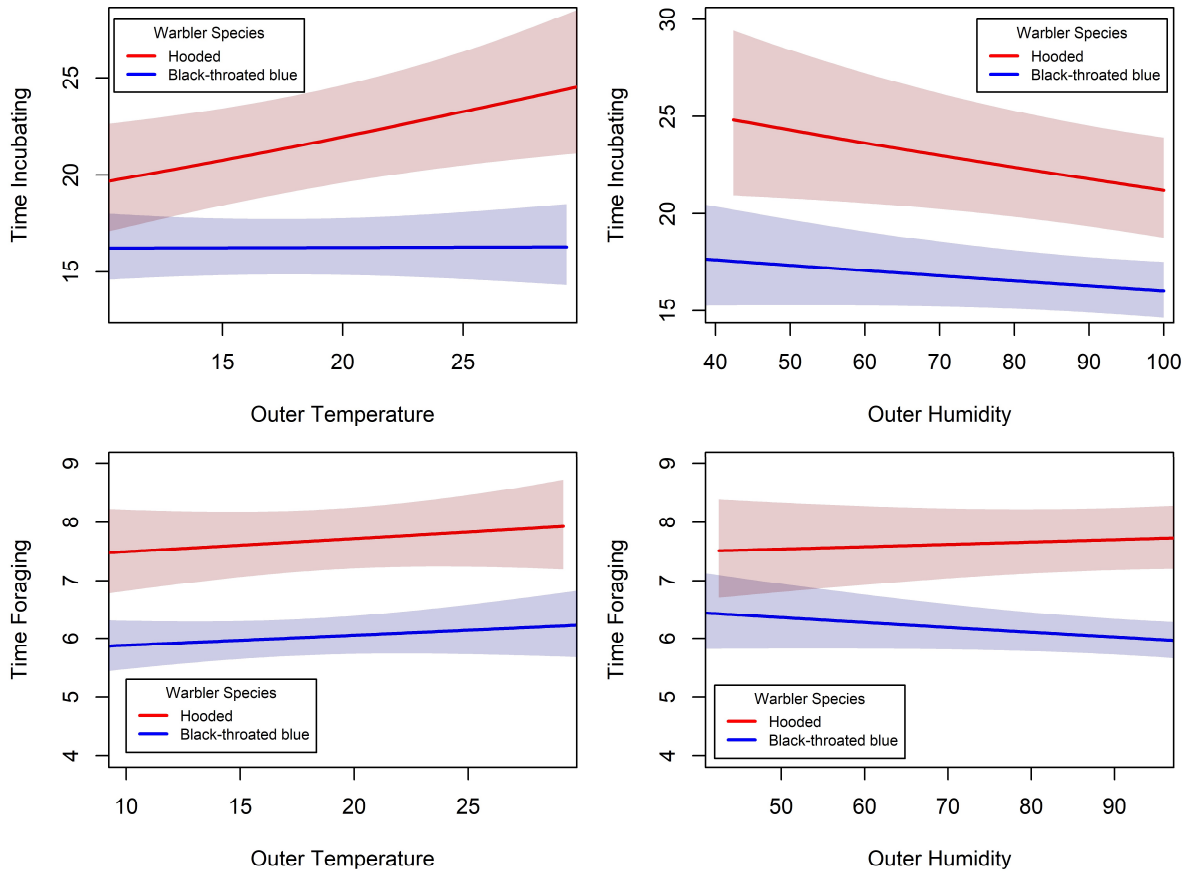 Time Incubating
25
20
15
Warbler Species
Hooded
Black-throated blue
15
20
25
Outer Temperature
Time Incubating
30
25
20
15
Warbler Species
Hooded
Black-throated blue
40
50
60
70
80
90
100
Outer Humidity
Time Foraging
9
8
7
6
5
4
Warbler Species
Hooded
Black-throated blue
10
15
20
25
Outer Temperature
Time Foraging
9
8
7
6
5
4
Warbler Species
Hooded
Black-throated blue
50
60
70
80
90
Outer Humidity